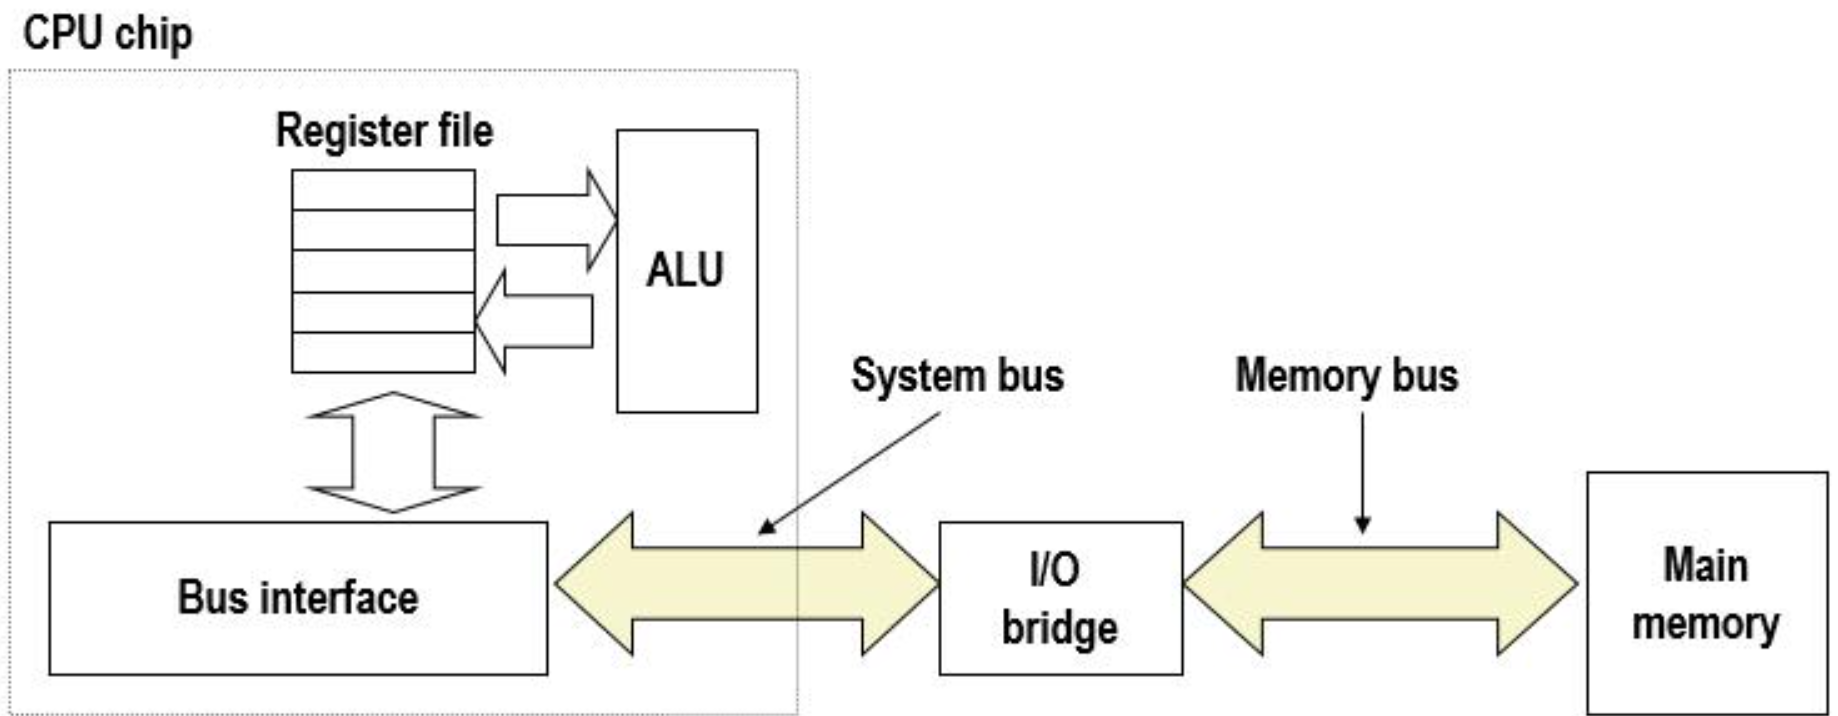 CPU chip
Register file
ALU
System bus
Memory bus
Bus interface
I/O
bridge
Main
memory